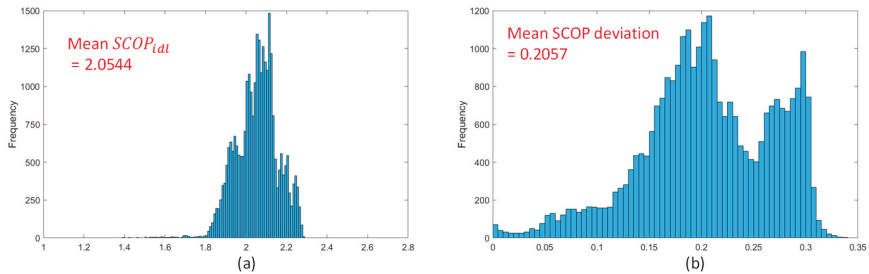 Mean SCOP_idl
= 2.0544
Frequency
1500
1250
1000
750
500
250
0
1 1.2 1.4 1.6 1.8 2 2.2 2.4 2.6 2.8
(a)
Mean SCOP deviation
= 0.2057
Frequency
1200
1000
800
600
400
200
0
0 0.05 0.1 0.15 0.2 0.25 0.3 0.35
(b)